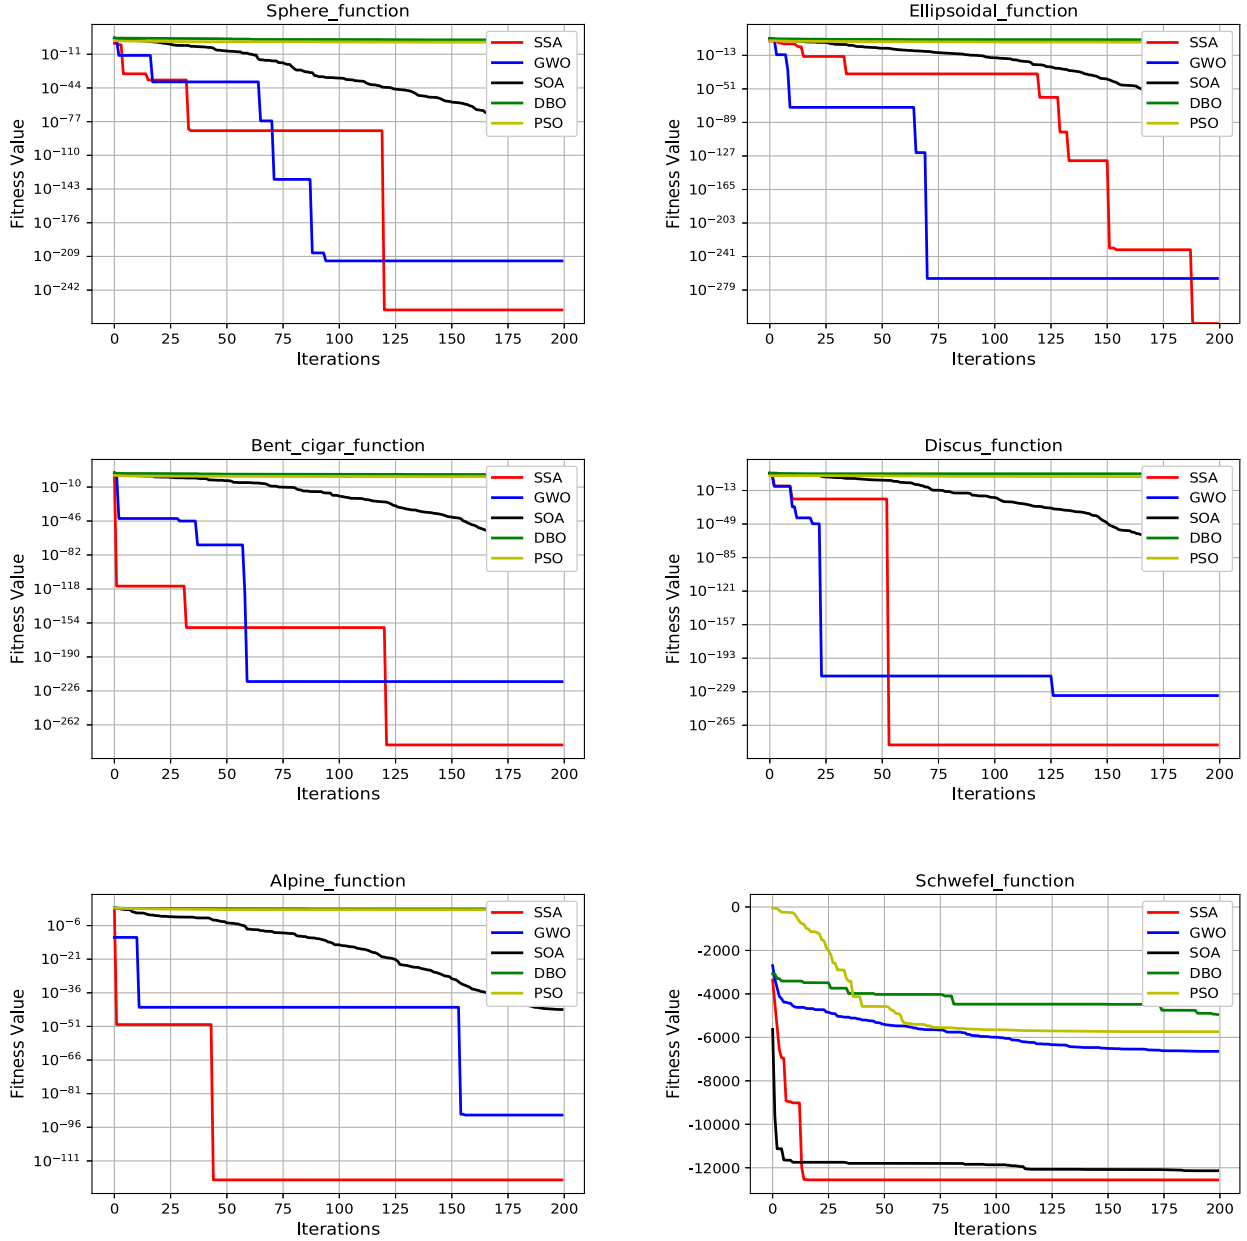 Sphere_function
Fitness Value
10⁻¹¹
10⁻⁴⁴
10⁻⁷⁷
10⁻¹¹⁰
10⁻¹⁴³
10⁻¹⁷⁶
10⁻²⁰⁹
10⁻²⁴²
SSA
GWO
SOA
DBO
PSO
0 25 50 75 100 125 150 175 200
Iterations
Ellipsoidal_function
Fitness Value
10⁻¹³
10⁻⁵¹
10⁻⁸⁹
10⁻¹²⁷
10⁻¹⁶⁵
10⁻²⁰³
10⁻²⁴¹
10⁻²⁷⁹
SSA
GWO
SOA
DBO
PSO
0 25 50 75 100 125 150 175 200
Iterations
Bent_cigar_function
Fitness Value
10⁻¹⁰
10⁻⁴⁶
10⁻⁸²
10⁻¹¹⁸
10⁻¹⁵⁴
10⁻¹⁹⁰
10⁻²²⁶
10⁻²⁶²
SSA
GWO
SOA
DBO
PSO
0 25 50 75 100 125 150 175 200
Iterations
Discus_function
Fitness Value
10⁻¹³
10⁻⁴⁹
10⁻⁸⁵
10⁻¹²¹
10⁻¹⁵⁷
10⁻¹⁹³
10⁻²²⁹
10⁻²⁶⁵
SSA
GWO
SOA
DBO
PSO
0 25 50 75 100 125 150 175 200
Iterations
Alpine_function
Fitness Value
10⁻⁶
10⁻²¹
10⁻³⁶
10⁻⁵¹
10⁻⁶⁶
10⁻⁸¹
10⁻⁹⁶
10⁻¹¹¹
SSA
GWO
SOA
DBO
PSO
0 25 50 75 100 125 150 175 200
Iterations
Schwefel_function
Fitness Value
0
-2000
-4000
-6000
-8000
-10000
-12000
SSA
GWO
SOA
DBO
PSO
0 25 50 75 100 125 150 175 200
Iterations